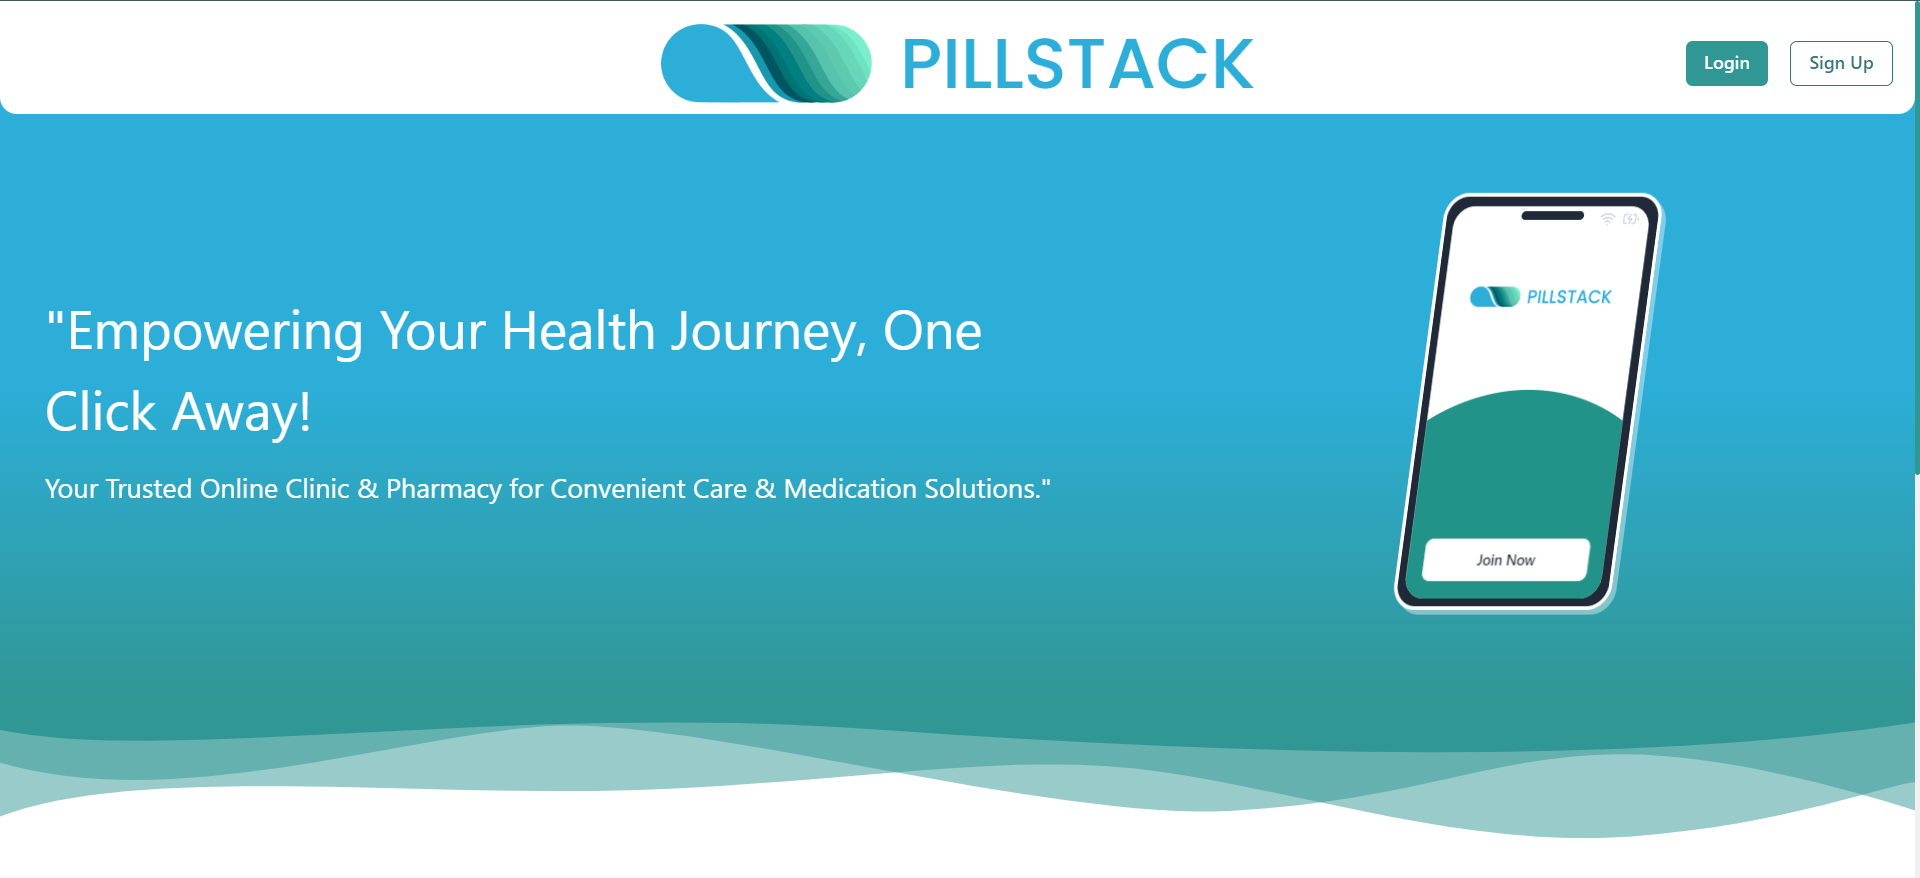 PILLSTACK
Login
Sign Up
"Empowering Your Health Journey, One
Click Away!
Your Trusted Online Clinic & Pharmacy for Convenient Care & Medication Solutions."
PILLSTACK
Join Now